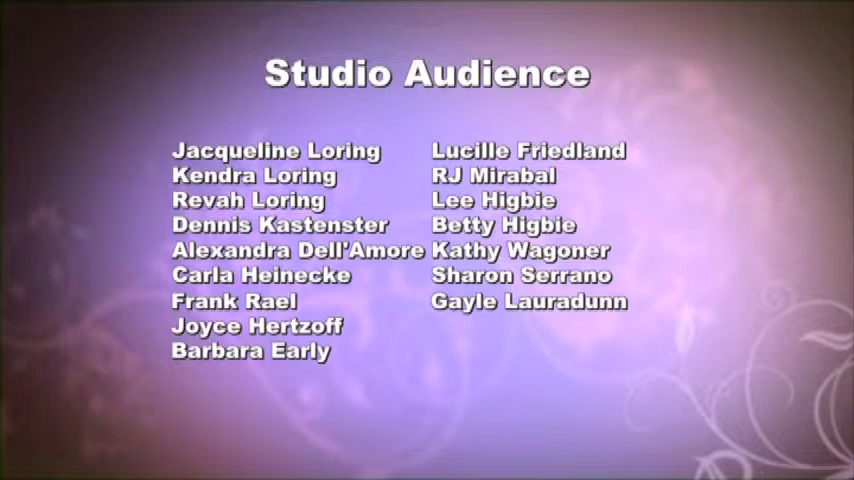 Studio Audience
Jacqueline Loring
Kendra Loring
Revah Loring
Dennis Kastenster
Alexandra Dell'Amore
Carla Heinecke
Frank Rael
Joyce Hertzoff
Barbara Early
Lucille Friedland
RJ Mirabal
Lee Higbie
Betty Higbie
Kathy Wagoner
Sharon Serrano
Gayle Lauradunn